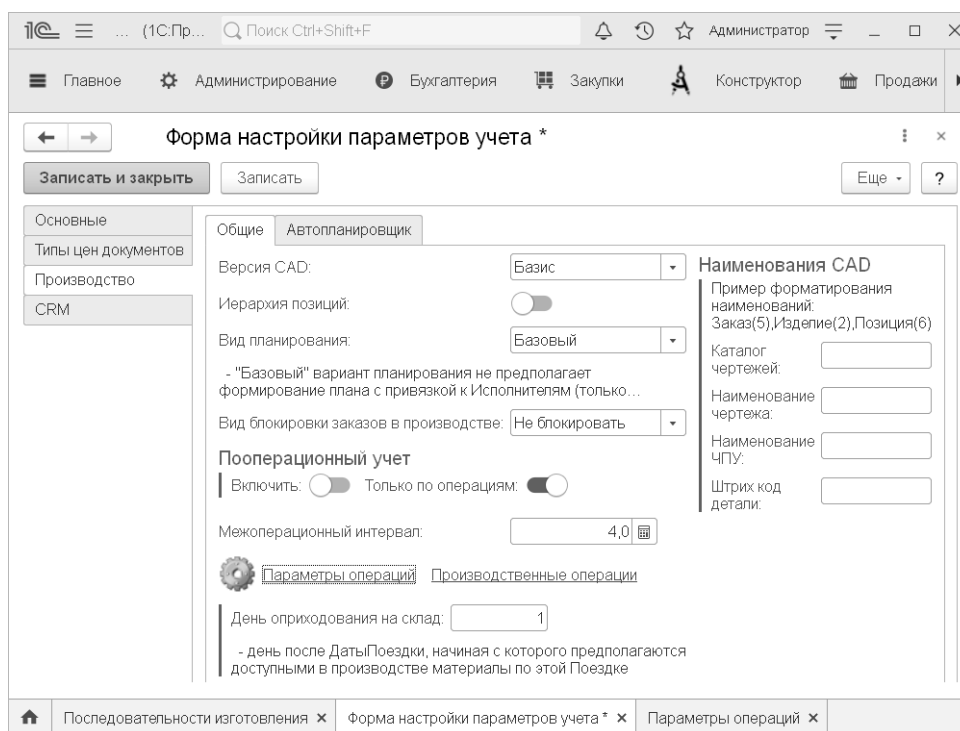 ... (1С:Пр... Поиск Ctrl+Shift+F Администратор
Главное Администрирование Бухгалтерия Закупки Конструктор Продажи
Форма настройки параметров учета *
Записать и закрыть Записать Еще ?
Основные
Типы цен документов
Производство
CRM
Общие Автопланировщик
Версия CAD: Базис
Иерархия позиций:
Вид планирования: Базовый
- "Базовый" вариант планирования не предполагает
формирование плана с привязкой к Исполнителям (только...
Вид блокировки заказов в производстве: Не блокировать
Пооперационный учет
Включить: Только по операциям:
Межоперационный интервал: 4,0
Параметры операций Производственные операции
День оприходования на склад: 1
- день после ДатыПоездки, начиная с которого предполагаются
доступными в производстве материалы по этой Поездке
Наименования CAD
Пример форматирования
наименований:
Заказ(5),Изделие(2),Позиция(6)
Каталог
чертежей:
Наименование
чертежа:
Наименование
ЧПУ:
Штрих код
детали:
Последовательности изготовления × Форма настройки параметров учета * × Параметры операций ×